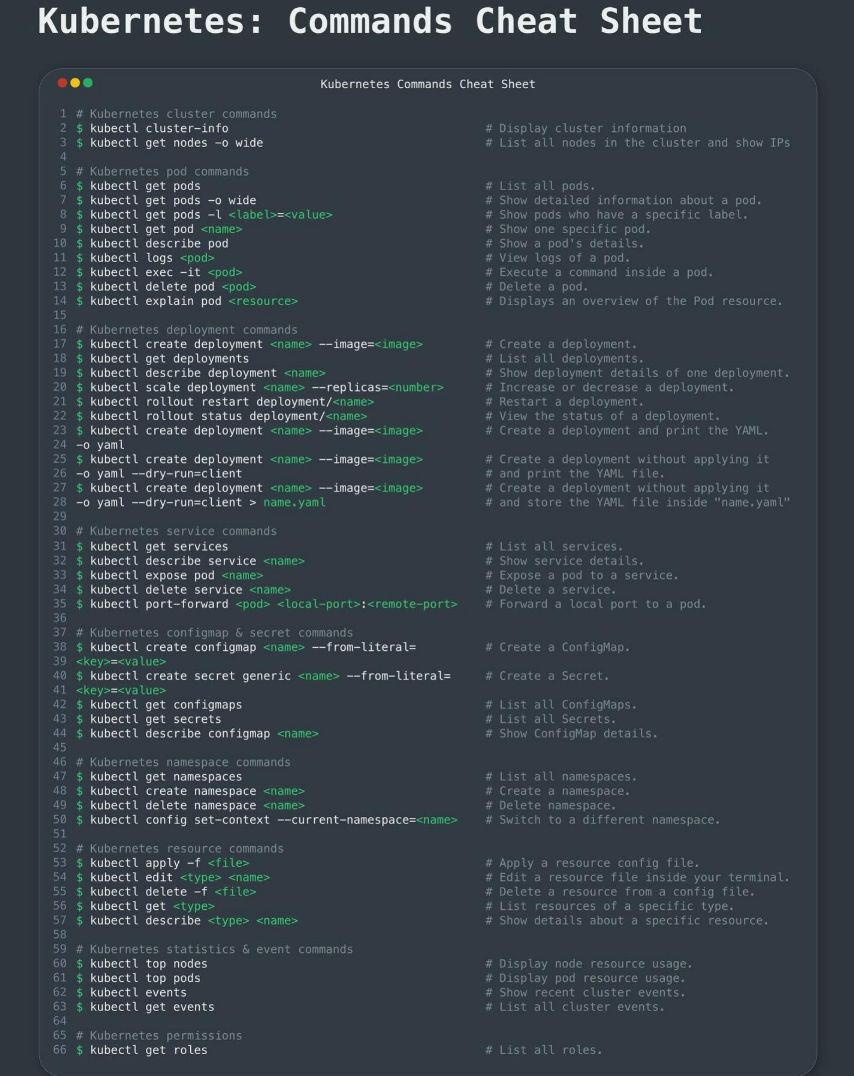 Kubernetes: Commands Cheat Sheet
Kubernetes Commands Cheat Sheet
1 # Kubernetes cluster commands
2 $ kubectl cluster-info # Display cluster information
3 $ kubectl get nodes -o wide # List all nodes in the cluster and show IPs
4
5 # Kubernetes pod commands
6 $ kubectl get pods # List all pods.
7 $ kubectl get pods -o wide # Show detailed information about a pod.
8 $ kubectl get pods -l <label>=<value> # Show pods who have a specific label.
9 $ kubectl get pod <name> # Show one specific pod.
10 $ kubectl describe pod # Show a pod's details.
11 $ kubectl logs <pod> # View logs of a pod.
12 $ kubectl exec -it <pod> # Execute a command inside a pod.
13 $ kubectl delete pod <pod> # Delete a pod.
14 $ kubectl explain pod <resource> # Displays an overview of the Pod resource.
15
16 # Kubernetes deployment commands
17 $ kubectl create deployment <name> --image=<image> # Create a deployment.
18 $ kubectl get deployments # List all deployments.
19 $ kubectl describe deployment <name> # Show deployment details of one deployment.
20 $ kubectl scale deployment <name> --replicas=<number> # Increase or decrease a deployment.
21 $ kubectl rollout restart deployment/<name> # Restart a deployment.
22 $ kubectl rollout status deployment/<name> # View the status of a deployment.
23 $ kubectl create deployment <name> --image=<image> # Create a deployment and print the YAML.
24 -o yaml
25 $ kubectl create deployment <name> --image=<image> # Create a deployment without applying it
26 -o yaml --dry-run=client # and print the YAML file.
27 $ kubectl create deployment <name> --image=<image> # Create a deployment without applying it
28 -o yaml --dry-run=client > name.yaml # and store the YAML file inside "name.yaml"
29
30 # Kubernetes service commands
31 $ kubectl get services # List all services.
32 $ kubectl describe service <name> # Show service details.
33 $ kubectl expose pod <name> # Expose a pod to a service.
34 $ kubectl delete service <name> # Delete a service.
35 $ kubectl port-forward <pod> <local-port>:<remote-port> # Forward a local port to a pod.
36
37 # Kubernetes configmap & secret commands
38 $ kubectl create configmap <name> --from-literal= # Create a ConfigMap.
39 <key>=<value>
40 $ kubectl create secret generic <name> --from-literal= # Create a Secret.
41 <key>=<value>
42 $ kubectl get configmaps # List all ConfigMaps.
43 $ kubectl get secrets # List all Secrets.
44 $ kubectl describe configmap <name> # Show ConfigMap details.
45
46 # Kubernetes namespace commands
47 $ kubectl get namespaces # List all namespaces.
48 $ kubectl create namespace <name> # Create a namespace.
49 $ kubectl delete namespace <name> # Delete namespace.
50 $ kubectl config set-context --current-namespace=<name> # Switch to a different namespace.
51
52 # Kubernetes resource commands
53 $ kubectl apply -f <file> # Apply a resource config file.
54 $ kubectl edit <type> <name> # Edit a resource file inside your terminal.
55 $ kubectl delete -f <file> # Delete a resource from a config file.
56 $ kubectl get <type> # List resources of a specific type.
57 $ kubectl describe <type> <name> # Show details about a specific resource.
58
59 # Kubernetes statistics & event commands
60 $ kubectl top nodes # Display node resource usage.
61 $ kubectl top pods # Display pod resource usage.
62 $ kubectl events # Show recent cluster events.
63 $ kubectl get events # List all cluster events.
64
65 # Kubernetes permissions
66 $ kubectl get roles # List all roles.